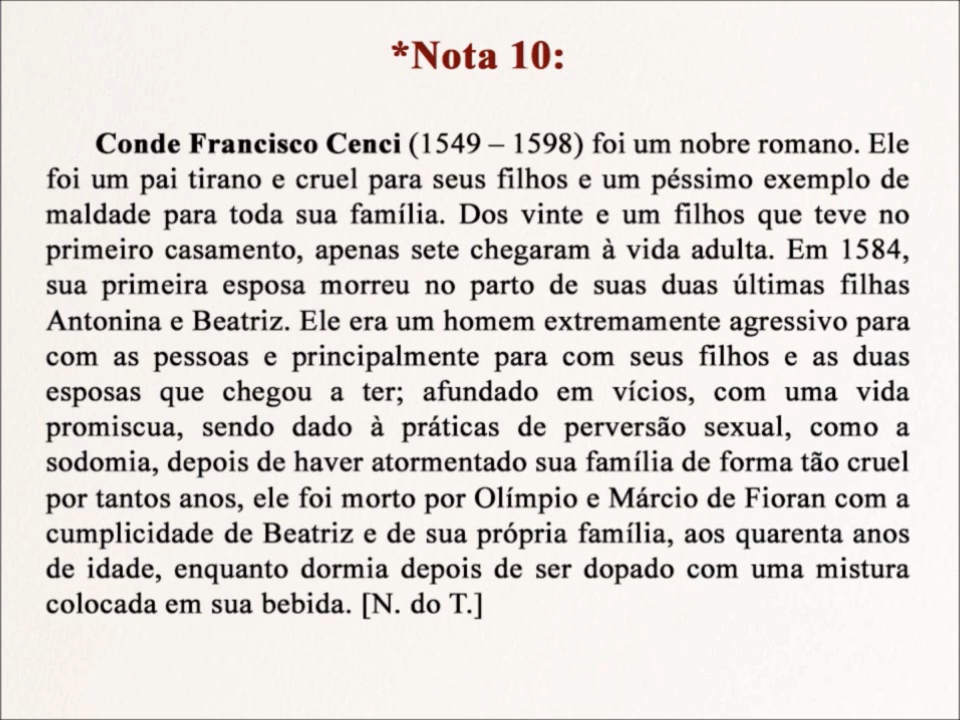 *Nota 10:
Conde Francisco Cenci (1549 – 1598) foi um nobre romano. Ele
foi um pai tirano e cruel para seus filhos e um péssimo exemplo de
maldade para toda sua família. Dos vinte e um filhos que teve no
primeiro casamento, apenas sete chegaram à vida adulta. Em 1584,
sua primeira esposa morreu no parto de suas duas últimas filhas
Antonina e Beatriz. Ele era um homem extremamente agressivo para
com as pessoas e principalmente para com seus filhos e as duas
esposas que chegou a ter; afundado em vícios, com uma vida
promiscua, sendo dado à práticas de perversão sexual, como a
sodomia, depois de haver atormentado sua família de forma tão cruel
por tantos anos, ele foi morto por Olímpio e Márcio de Fioran com a
cumplicidade de Beatriz e de sua própria família, aos quarenta anos
de idade, enquanto dormia depois de ser dopado com uma mistura
colocada em sua bebida. [N. do T.]